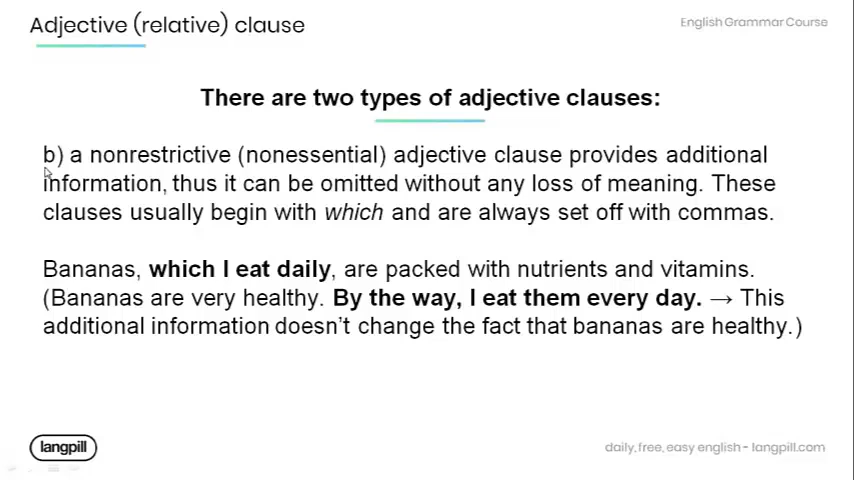 Adjective (relative) clause
English Grammar Course
There are two types of adjective clauses:
b) a nonrestrictive (nonessential) adjective clause provides additional
information, thus it can be omitted without any loss of meaning. These
clauses usually begin with which and are always set off with commas.
Bananas, which I eat daily, are packed with nutrients and vitamins.
(Bananas are very healthy. By the way, I eat them every day. → This
additional information doesn't change the fact that bananas are healthy.)
langpill
daily, free, easy english - langpill.com